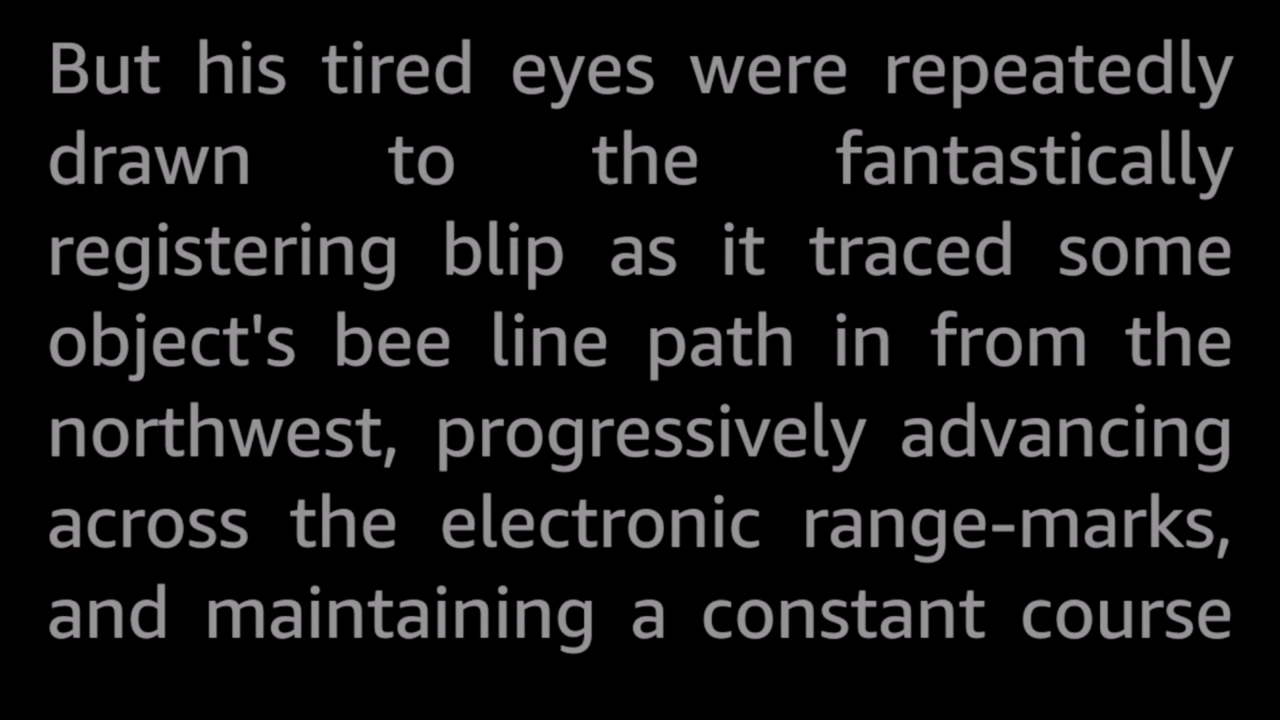 But his tired eyes were repeatedly
drawn to the fantastically
registering blip as it traced some
object's bee line path in from the
northwest, progressively advancing
across the electronic range-marks,
and maintaining a constant course